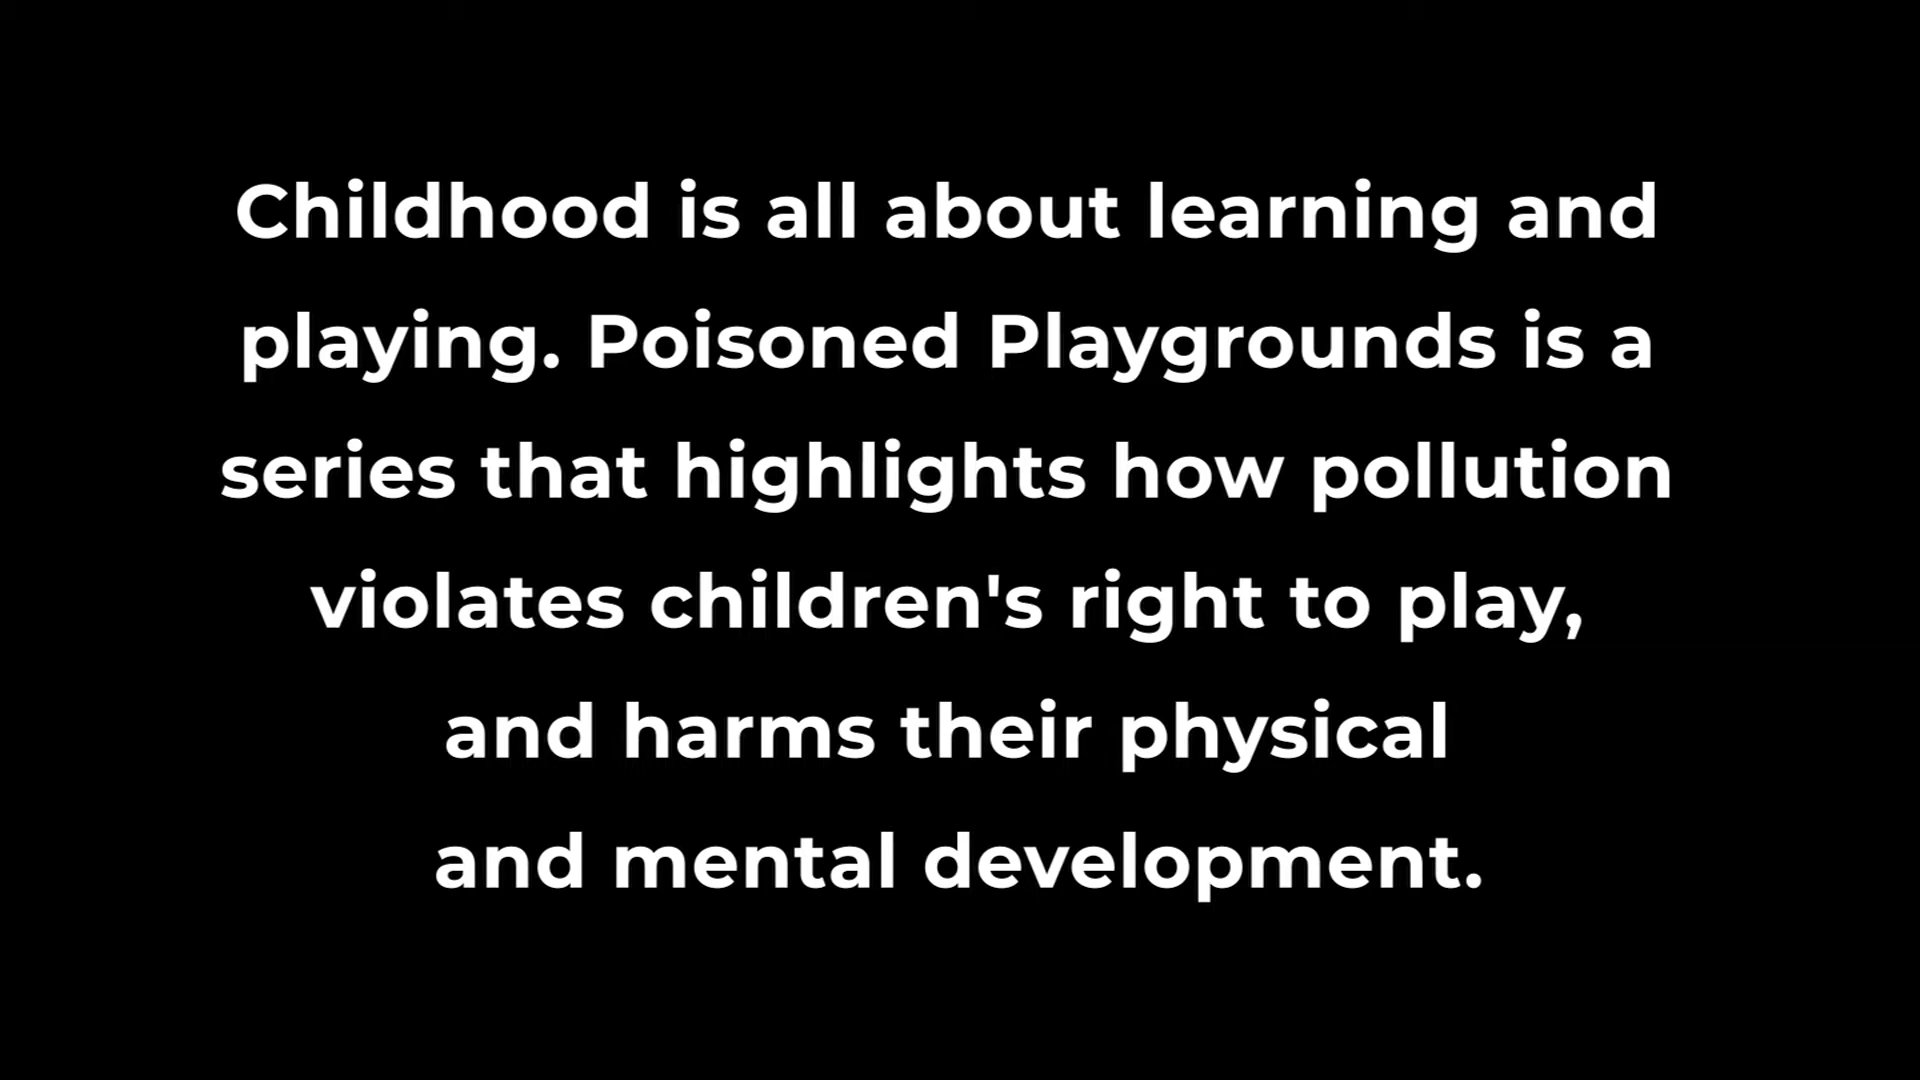 Childhood is all about learning and
playing. Poisoned Playgrounds is a
series that highlights how pollution
violates children's right to play,
and harms their physical
and mental development.